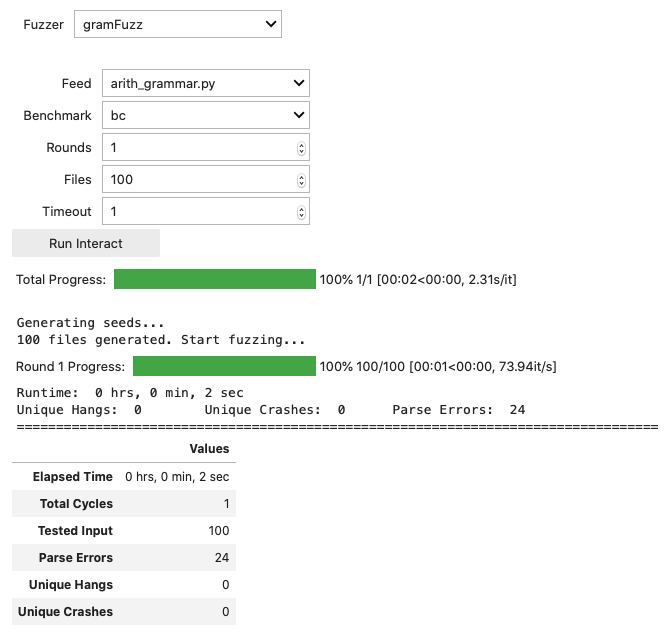 Fuzzer gramFuzz
Feed arith_grammar.py
Benchmark bc
Rounds 1
Files 100
Timeout 1
Run Interact
Total Progress: 100% 1/1 [00:02<00:00, 2.31s/it]
Generating seeds...
100 files generated. Start fuzzing...
Round 1 Progress: 100% 100/100 [00:01<00:00, 73.94it/s]
Runtime:  0 hrs, 0 min, 2 sec
Unique Hangs:  0        Unique Crashes:  0      Parse Errors:  24
==================================================================================
Values
Elapsed Time 0 hrs, 0 min, 2 sec
Total Cycles 1
Tested Input 100
Parse Errors 24
Unique Hangs 0
Unique Crashes 0